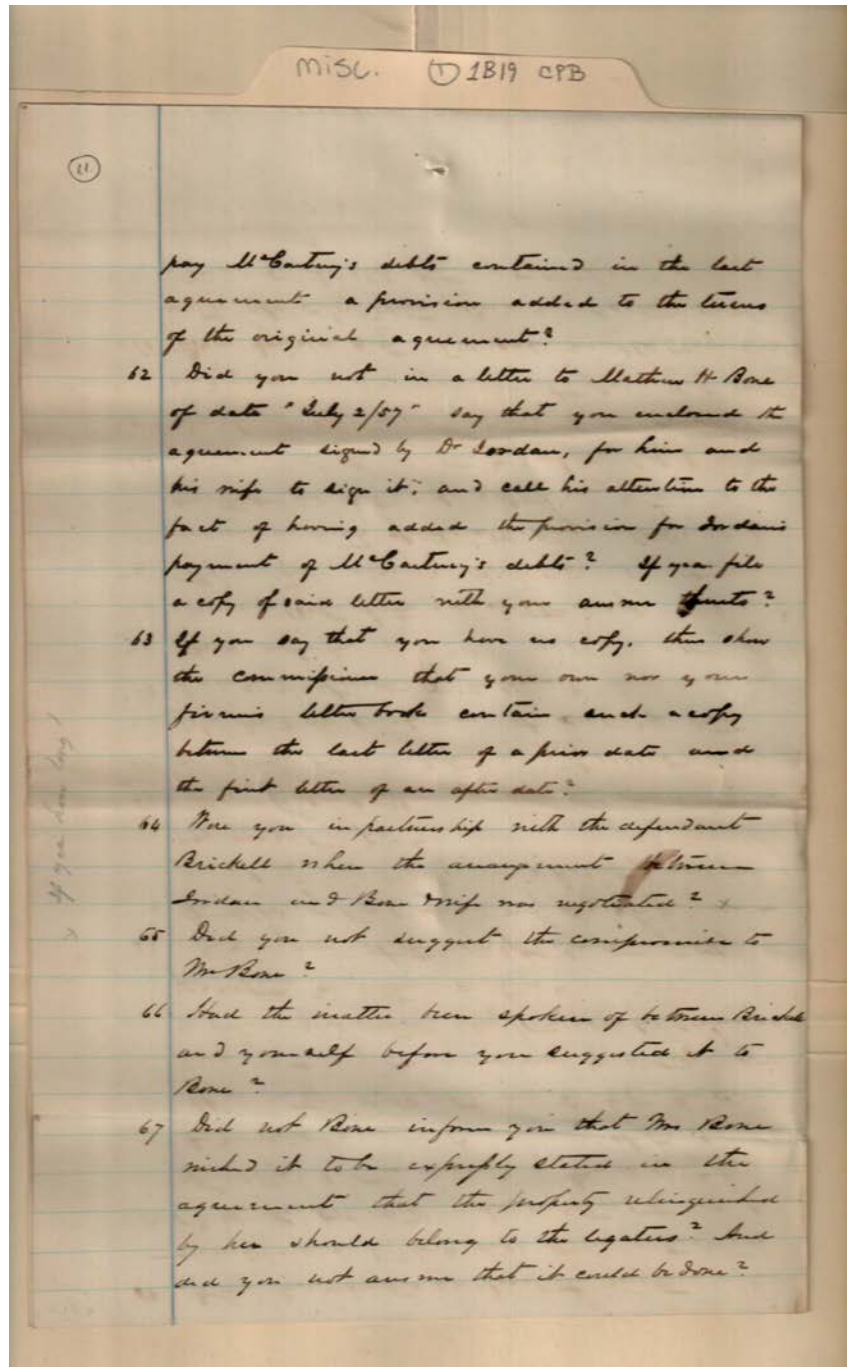 misc. ① 1B19 CPB
11
pay McCartney's debts contained in the last
agreement a provision added to the terms
of the original agreement?
62 Did you not in a letter to Mathew H Bone
of date "July 2/57" say that you enclosed the
agreement signed by Dr Jordan, for him and
his wife to sign it; and call his attention to the
fact of having added the provision for Jordan's
payment of McCartney's debts? If yea file
a copy of said letter with your answer hereto?
63 If you say that you have no copy, then show
the commissioner that your own nor your
firm's letter book contain such a copy
between the last letter of a prior date and
the first letter of an after date?
64 Were you in partnership with the defendant
Brickell when the arrangement between
Jordan and Bone & wife was negotiated? x
x If yea how long?
65 Did you not suggest the compromise to
Mr Bone?
66 Had the matter been spoken of between Brickell
and yourself before you suggested it to
Bone?
67 Did not Bone inform you that Mrs Bone
wished it to be expressly stated in the
agreement that the property relinquished
by her should belong to the legatees? And
did you not answer that it could be done?